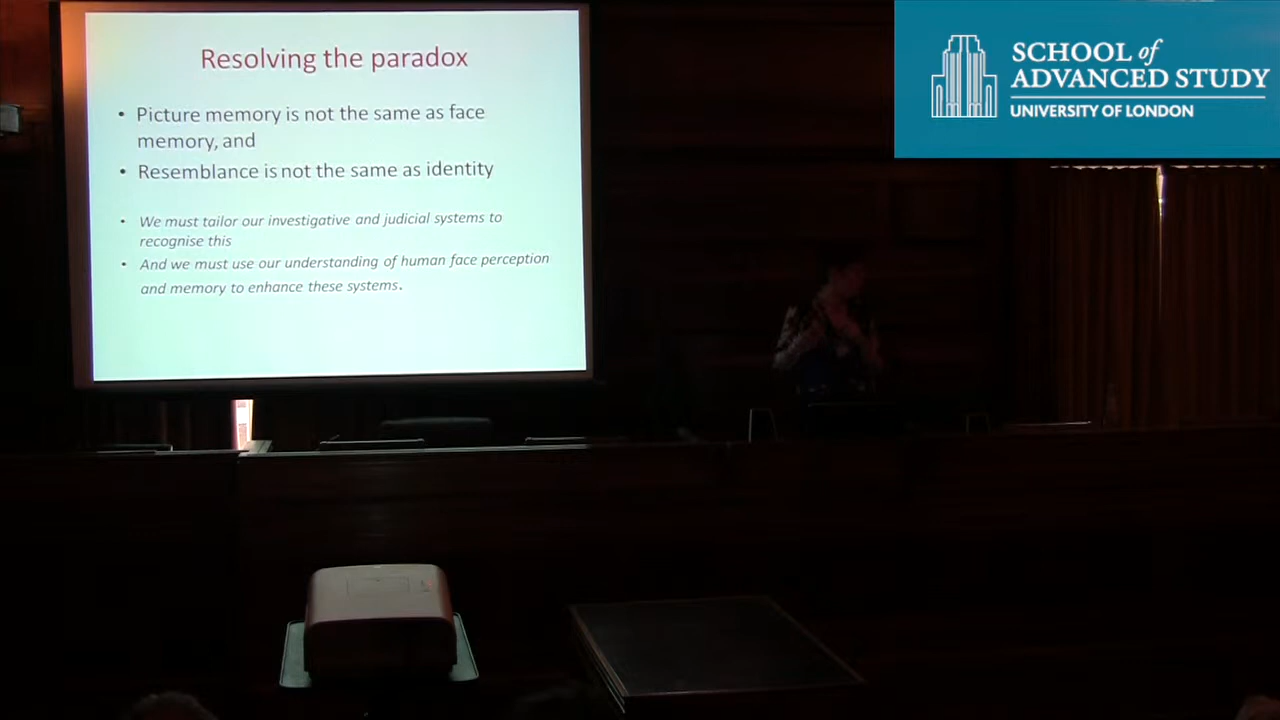 Resolving the paradox
• Picture memory is not the same as face
memory, and
• Resemblance is not the same as identity
• We must tailor our investigative and judicial systems to
recognise this
• And we must use our understanding of human face perception
and memory to enhance these systems.
SCHOOL of
ADVANCED STUDY
UNIVERSITY OF LONDON